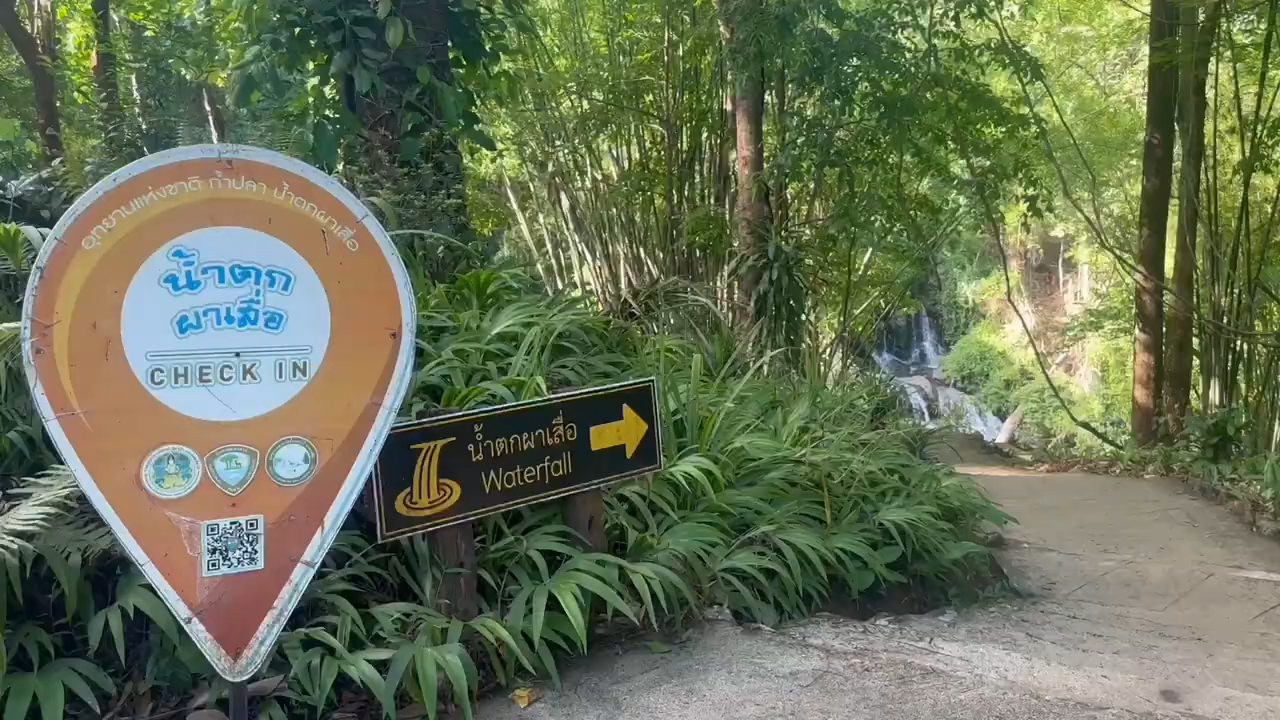 อุทยานแห่งชาติ ถ้ำปลา น้ำตกผาเสื่อ
น้ำตก
ผาเสื่อ
CHECK IN
น้ำตกผาเสื่อ
Waterfall